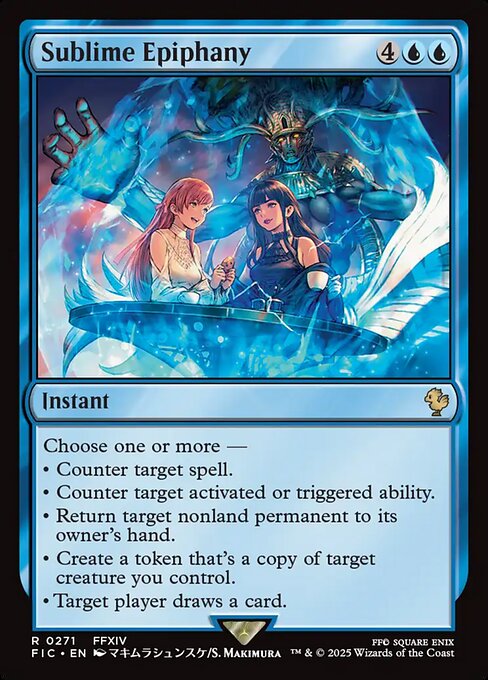 Sublime Epiphany 4
Instant
Choose one or more —
• Counter target spell.
• Counter target activated or triggered ability.
• Return target nonland permanent to its
owner's hand.
• Create a token that's a copy of target
creature you control.
• Target player draws a card.
R 0271 FFXIV
FIC • EN マキムラシュンスケ/S. MAKIMURA
FF© SQUARE ENIX
™ & © 2025 Wizards of the Coast